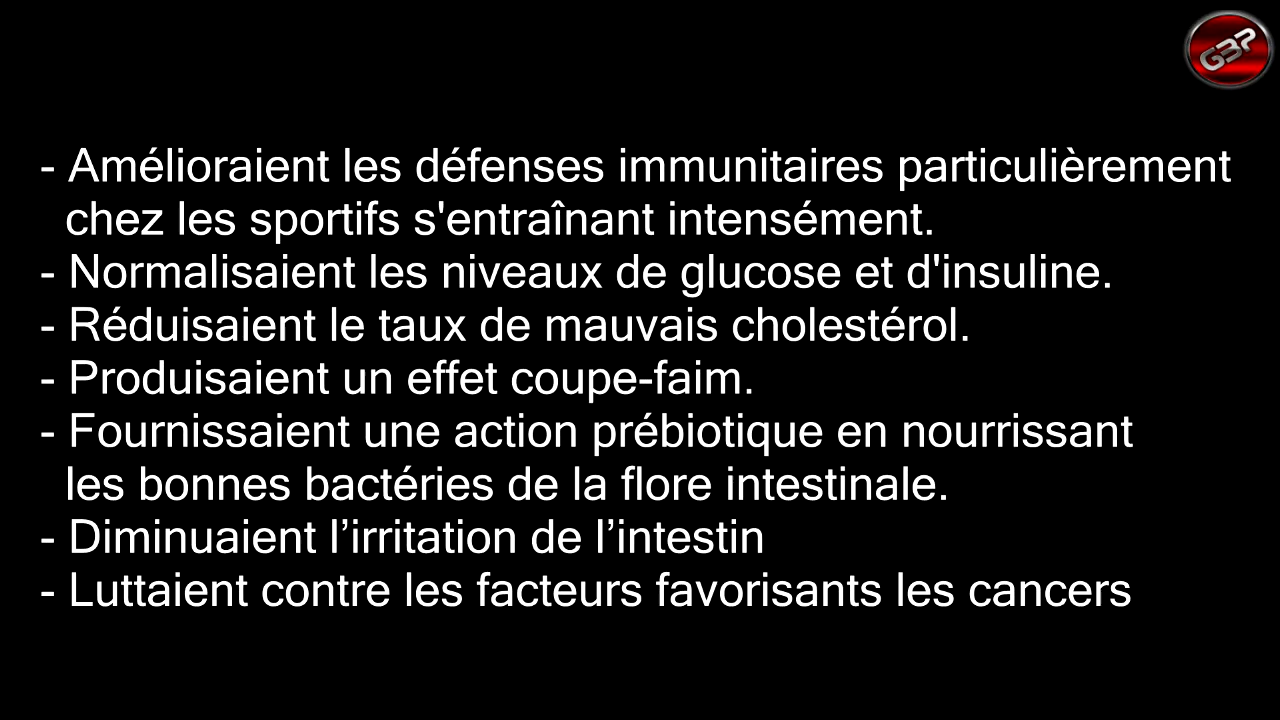 G3P
- Amélioraient les défenses immunitaires particulièrement
chez les sportifs s'entraînant intensément.
- Normalisaient les niveaux de glucose et d'insuline.
- Réduisaient le taux de mauvais cholestérol.
- Produisaient un effet coupe-faim.
- Fournissaient une action prébiotique en nourrissant
les bonnes bactéries de la flore intestinale.
- Diminuaient l’irritation de l’intestin
- Luttaient contre les facteurs favorisants les cancers